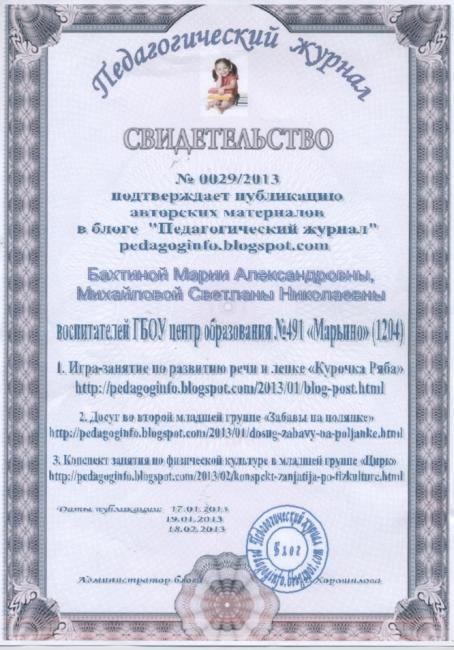 Педагогический журнал
СВИДЕТЕЛЬСТВО
№ 0029/2013
подтверждает публикацию
авторских материалов
в блоге "Педагогический журнал"
pedagoginfo.blogspot.com
Бахтиной Марии Александровны,
Михайловой Светланы Николаевны
воспитателей ГБОУ центр образования №491 «Марьино» (1204)
1. Игра-занятие по развитию речи и лепке «Курочка Ряба»
http://pedagoginfo.blogspot.com/2013/01/blog-post.html
2. Досуг во второй младшей группе «Забавы на полянке»
http://pedagoginfo.blogspot.com/2013/01/dosug-zabavy-na-poljanke.html
3. Конспект занятия по физической культуре в младшей группе «Цирк»
http://pedagoginfo.blogspot.com/2013/02/konspekt-zanjatija-po-fizkulture.html
Даты публикации: 17.01.2013
19.01.2013
18.02.2013
Педагогический журнал
Блог
Администратор блога Хорошилова